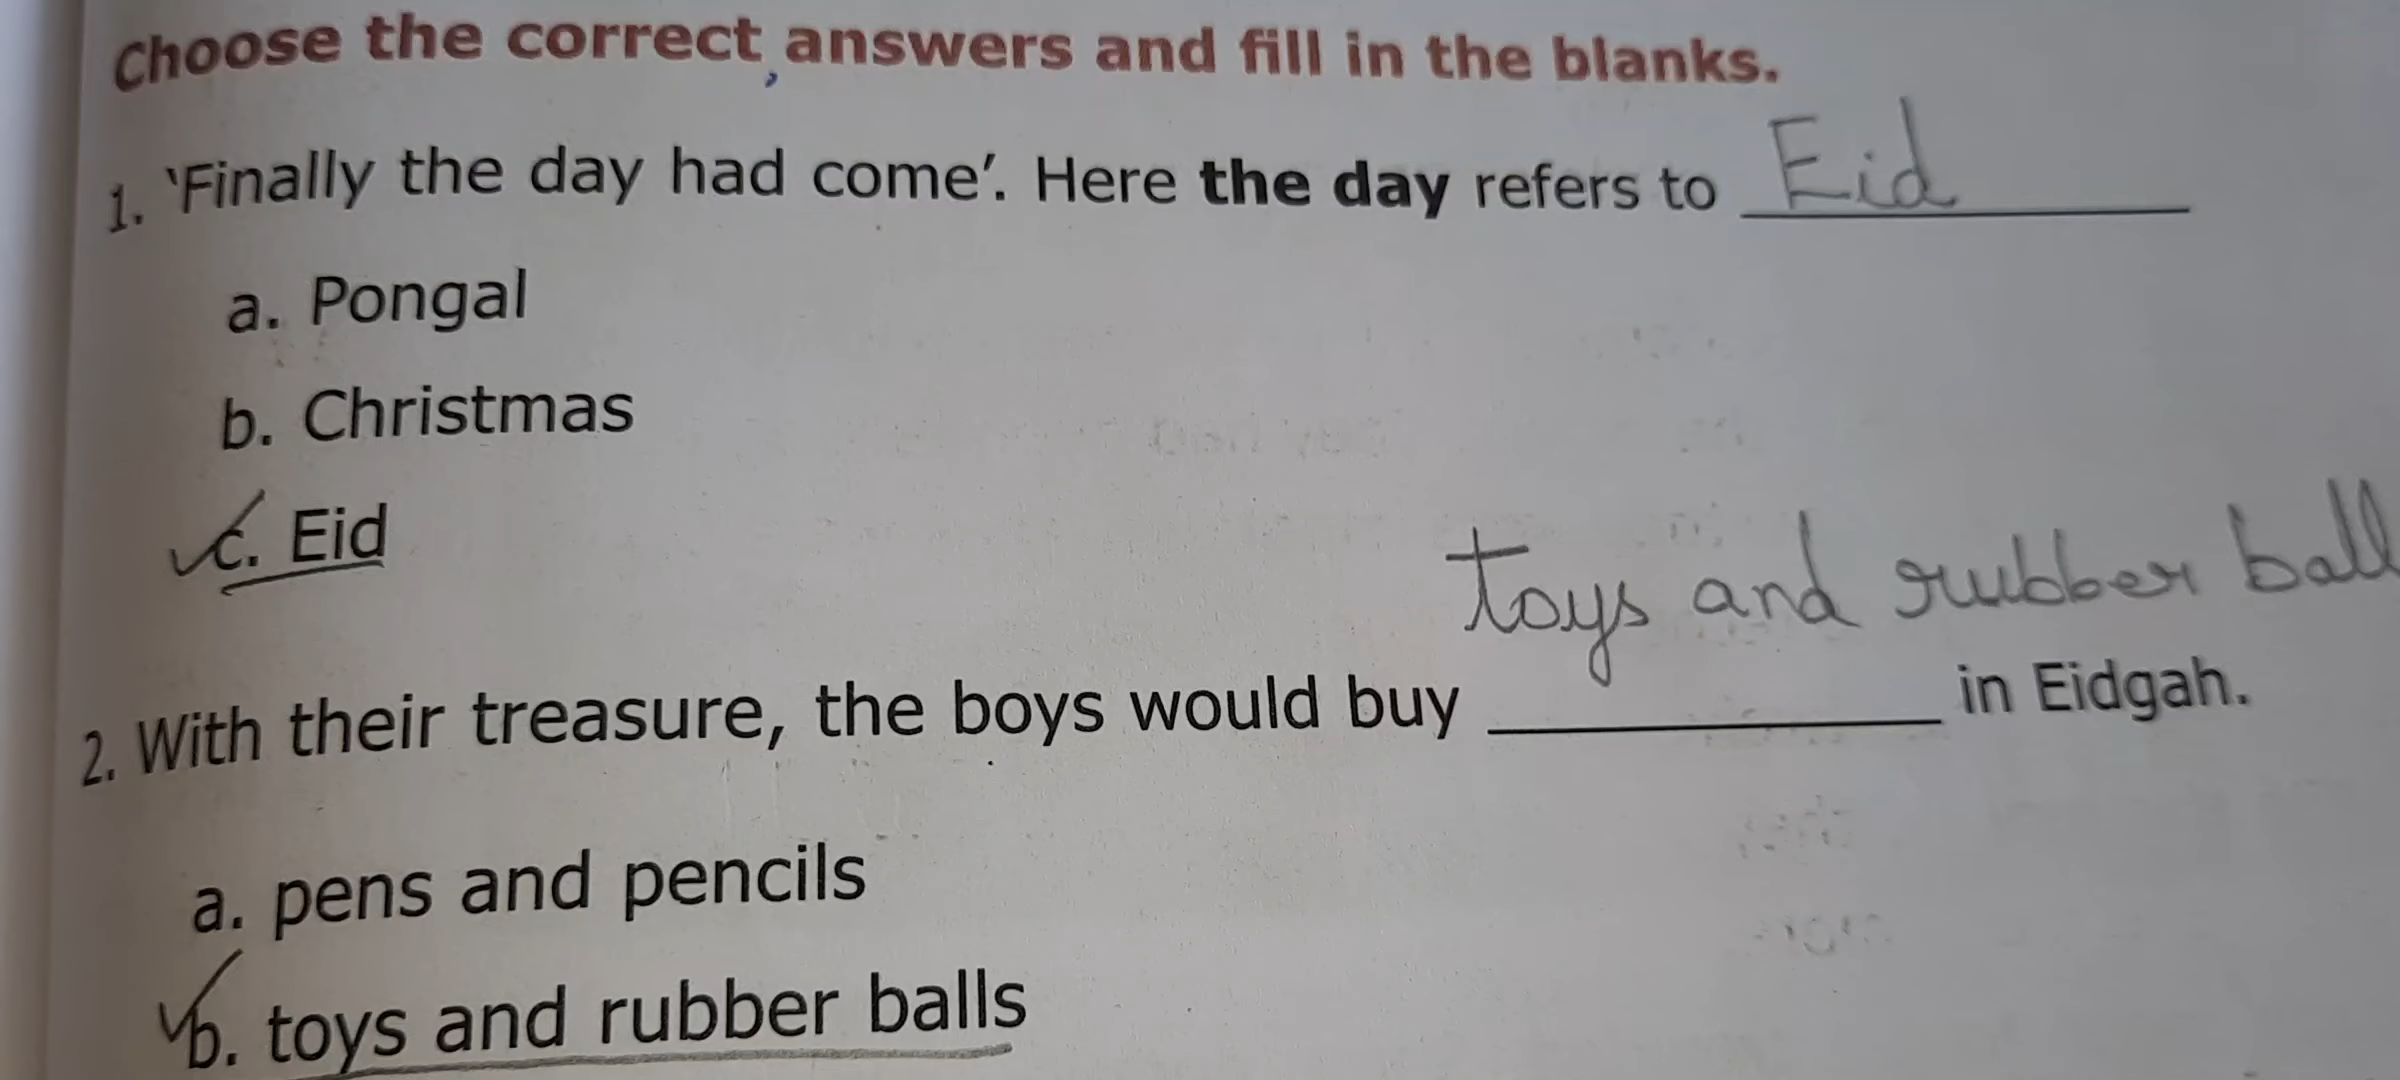 Choose the correct answers and fill in the blanks.
1. ‘Finally the day had come’. Here the day refers to Eid
a. Pongal
b. Christmas
c. Eid
toys and rubber ball
2. With their treasure, the boys would buy __________ in Eidgah.
a. pens and pencils
b. toys and rubber balls